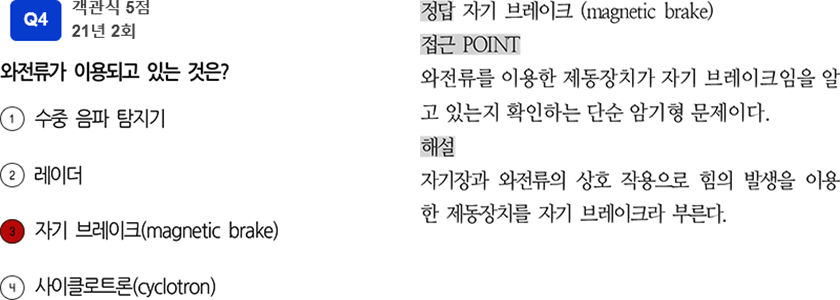 Q4
객관식 5점
21년 2회
와전류가 이용되고 있는 것은?
1 수중 음파 탐지기
2 레이더
3 자기 브레이크(magnetic brake)
4 사이클로트론(cyclotron)
정답 자기 브레이크 (magnetic brake)
접근 POINT
와전류를 이용한 제동장치가 자기 브레이크임을 알
고 있는지 확인하는 단순 암기형 문제이다.
해설
자기장과 와전류의 상호 작용으로 힘의 발생을 이용
한 제동장치를 자기 브레이크라 부른다.